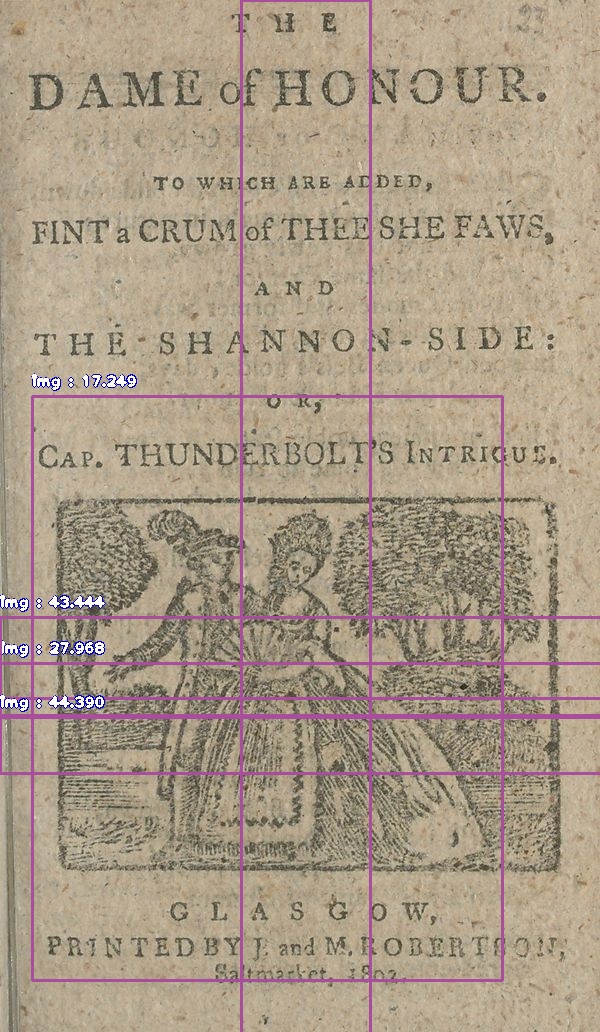 THE
DAME of HONOUR.
TO WHICH ARE ADDED,
FINT a CRUM of THEE SHE FAWS,
AND
THE SHANNON-SIDE:
OR,
CAP. THUNDERBOLT'S INTRIGUE.
GLASGOW,
PRINTED BY J. and M. ROBERTSON,
Saltmarket, 1802.
img : 17.249
img : 43.444
img : 27.968
img : 44.390